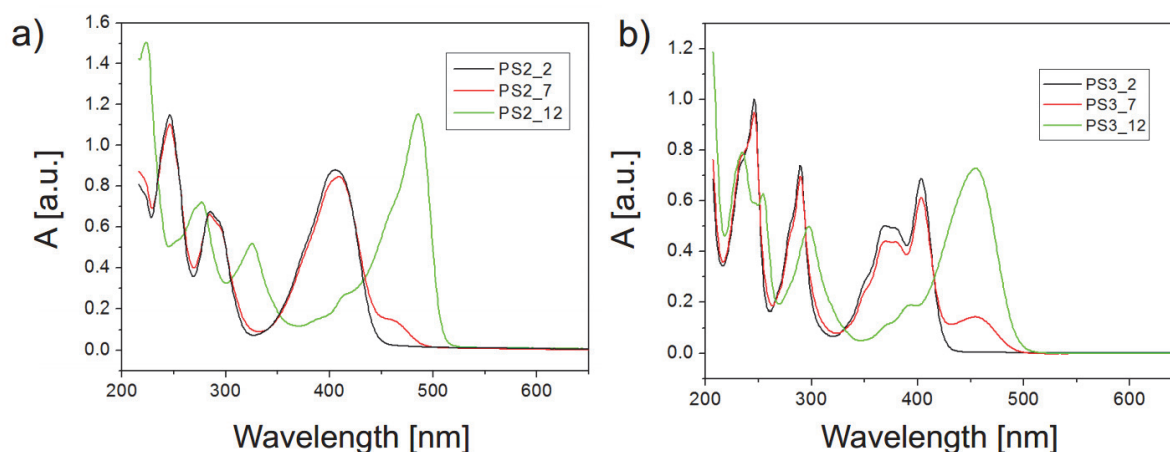 a)
1.6
1.4
1.2
1.0
0.8
0.6
0.4
0.2
0.0
A [a.u.]
PS2_2
PS2_7
PS2_12
200 300 400 500 600
Wavelength [nm]
b)
1.2
1.0
0.8
0.6
0.4
0.2
0.0
A [a.u.]
PS3_2
PS3_7
PS3_12
200 300 400 500 600
Wavelength [nm]